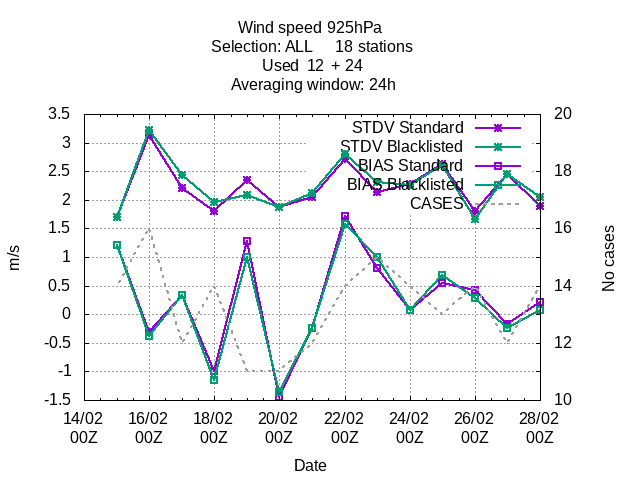 Wind speed 925hPa
Selection: ALL 18 stations
Used 12 + 24
Averaging window: 24h
STDV Standard
STDV Blacklisted
BIAS Standard
BIAS Blacklisted
CASES
3.5
3
2.5
2
1.5
1
0.5
0
-0.5
-1
-1.5
m/s
20
18
16
14
12
10
No cases
14/02 16/02 18/02 20/02 22/02 24/02 26/02 28/02
00Z 00Z 00Z 00Z 00Z 00Z 00Z 00Z
Date